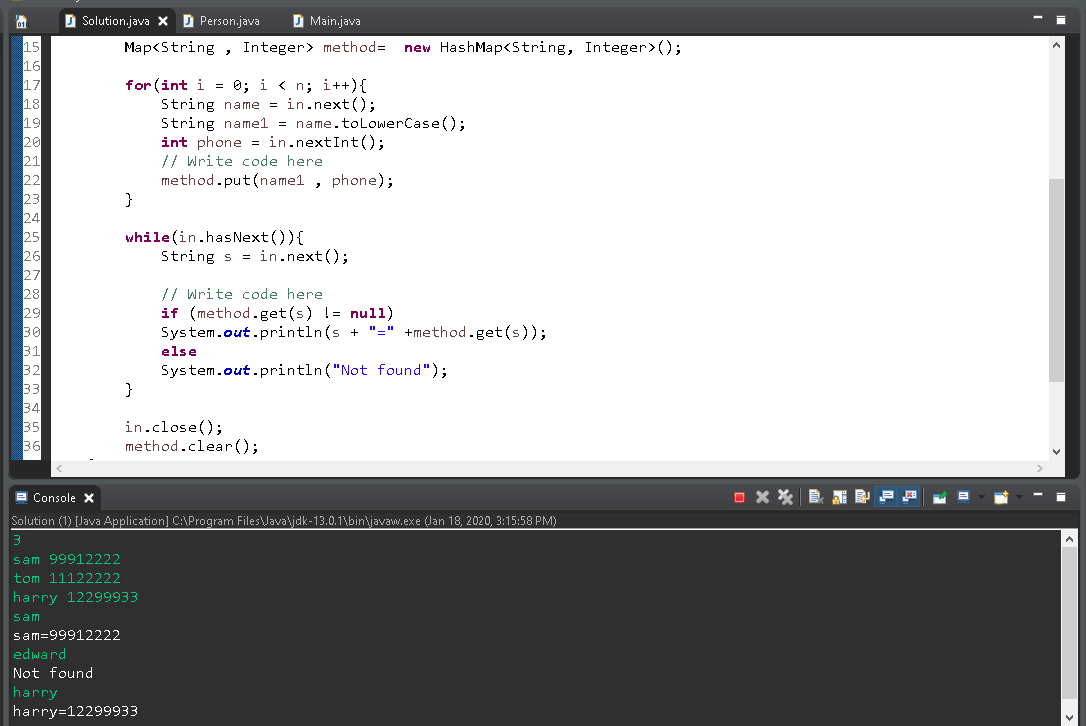 Solution.java Person.java Main.java
15 Map<String , Integer> method=  new HashMap<String, Integer>();
16
17 for(int i = 0; i < n; i++){
18 String name = in.next();
19 String name1 = name.toLowerCase();
20 int phone = in.nextInt();
21 // Write code here
22 method.put(name1 , phone);
23 }
24
25 while(in.hasNext()){
26 String s = in.next();
27
28 // Write code here
29 if (method.get(s) != null)
30 System.out.println(s + "=" +method.get(s));
31 else
32 System.out.println("Not found");
33 }
34
35 in.close();
36 method.clear();
Console
Solution (1) [Java Application] C:\Program Files\Java\jdk-13.0.1\bin\javaw.exe (Jan 18, 2020, 3:15:58 PM)
3
sam 99912222
tom 11122222
harry 12299933
sam
sam=99912222
edward
Not found
harry
harry=12299933